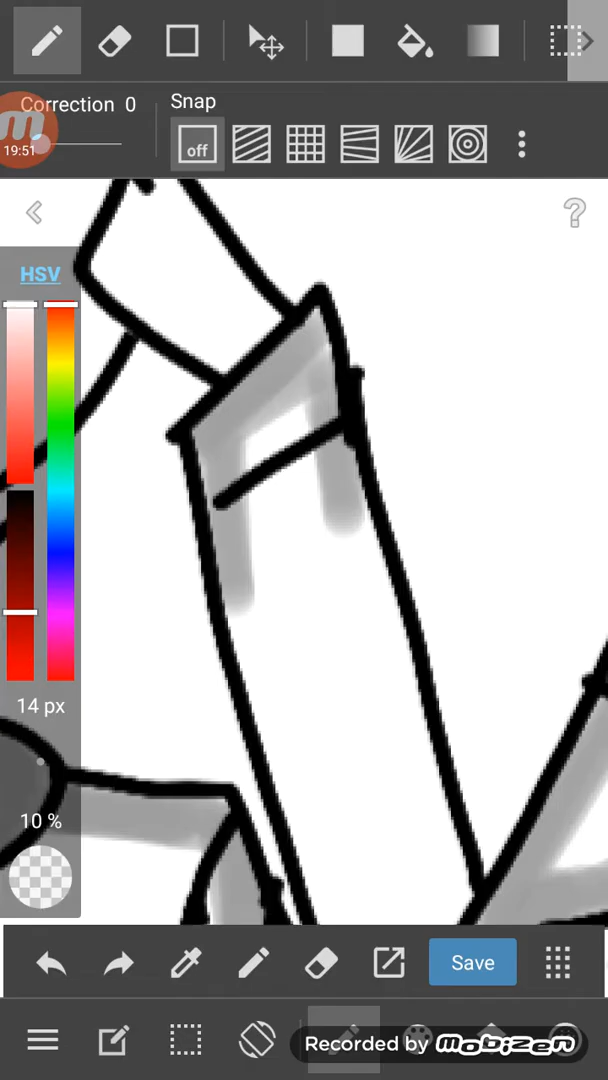 Correction 0
Snap
19:51
off
HSV
14 px
10 %
Save
Recorded by mobizen